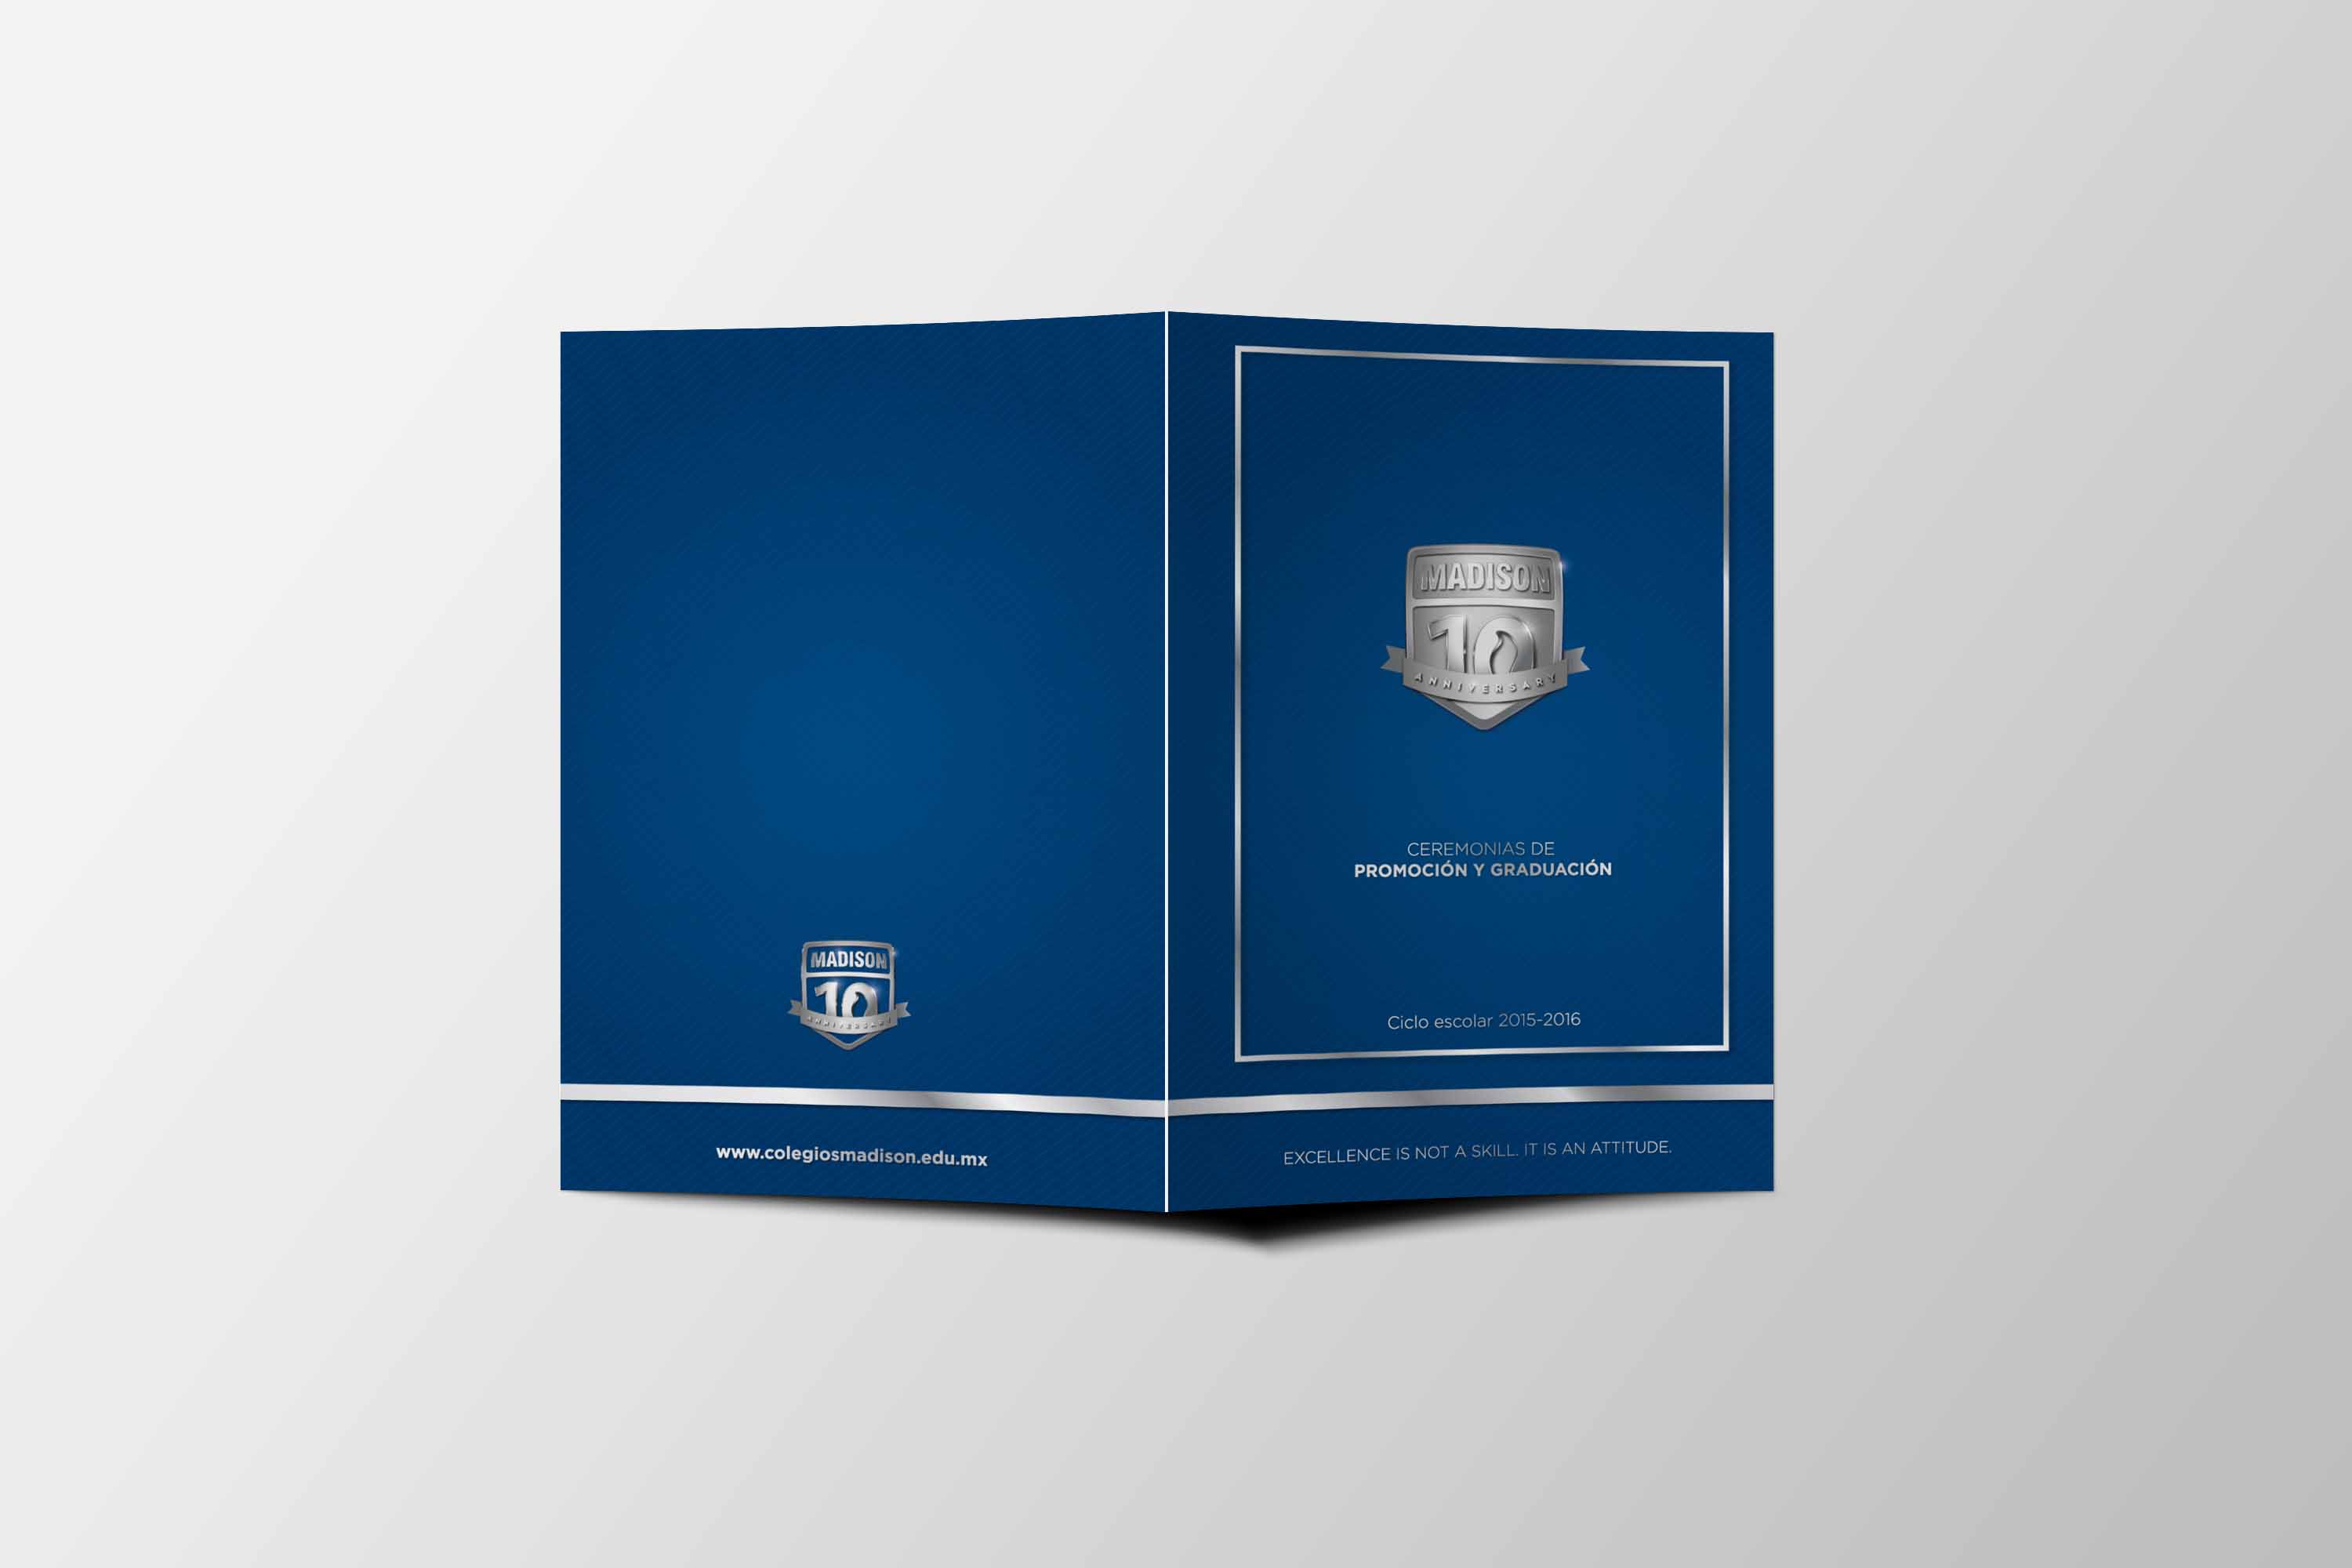 MADISON
10
ANNIVERSARY
www.colegiosmadison.edu.mx
MADISON
10
ANNIVERSARY
CEREMONIAS DE
PROMOCIÓN Y GRADUACIÓN
Ciclo escolar 2015-2016
EXCELLENCE IS NOT A SKILL. IT IS AN ATTITUDE.